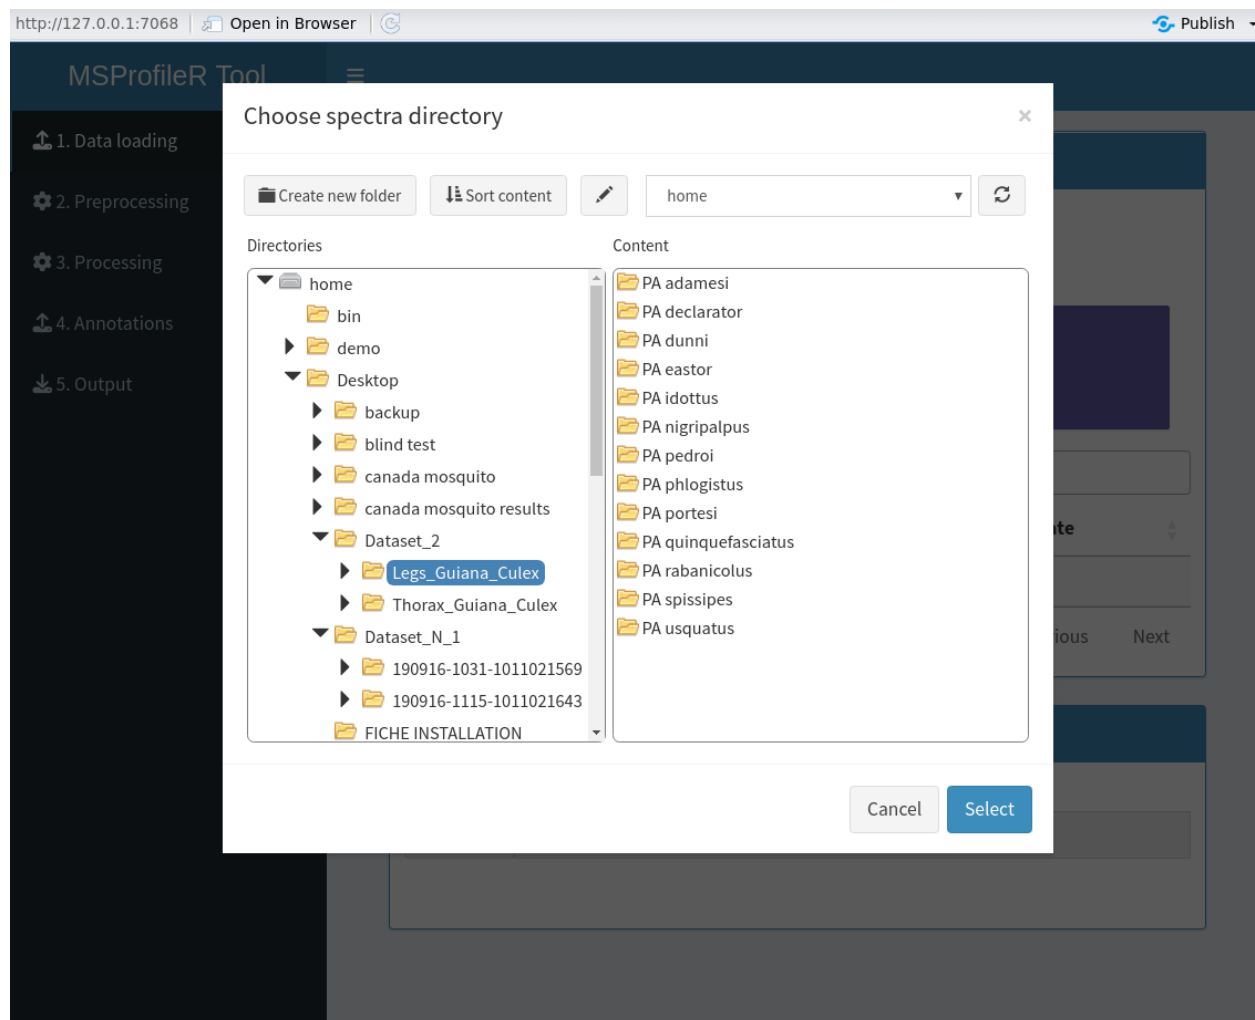 http://127.0.0.1:7068 Open in Browser Publish
MSProfileR Tool
1. Data loading
2. Preprocessing
3. Processing
4. Annotations
5. Output
Choose spectra directory
×
Create new folder Sort content home
Directories
home
bin
demo
Desktop
backup
blind test
canada mosquito
canada mosquito results
Dataset_2
Legs_Guiana_Culex
Thorax_Guiana_Culex
Dataset_N_1
190916-1031-1011021569
190916-1115-1011021643
FICHE INSTALLATION
Content
PA adamesi
PA declarator
PA dunni
PA eastor
PA idottus
PA nigripalpus
PA pedroi
PA phlogistus
PA portesi
PA quinquefasciatus
PA rabanicolus
PA spissipes
PA usquatus
Cancel Select
Next